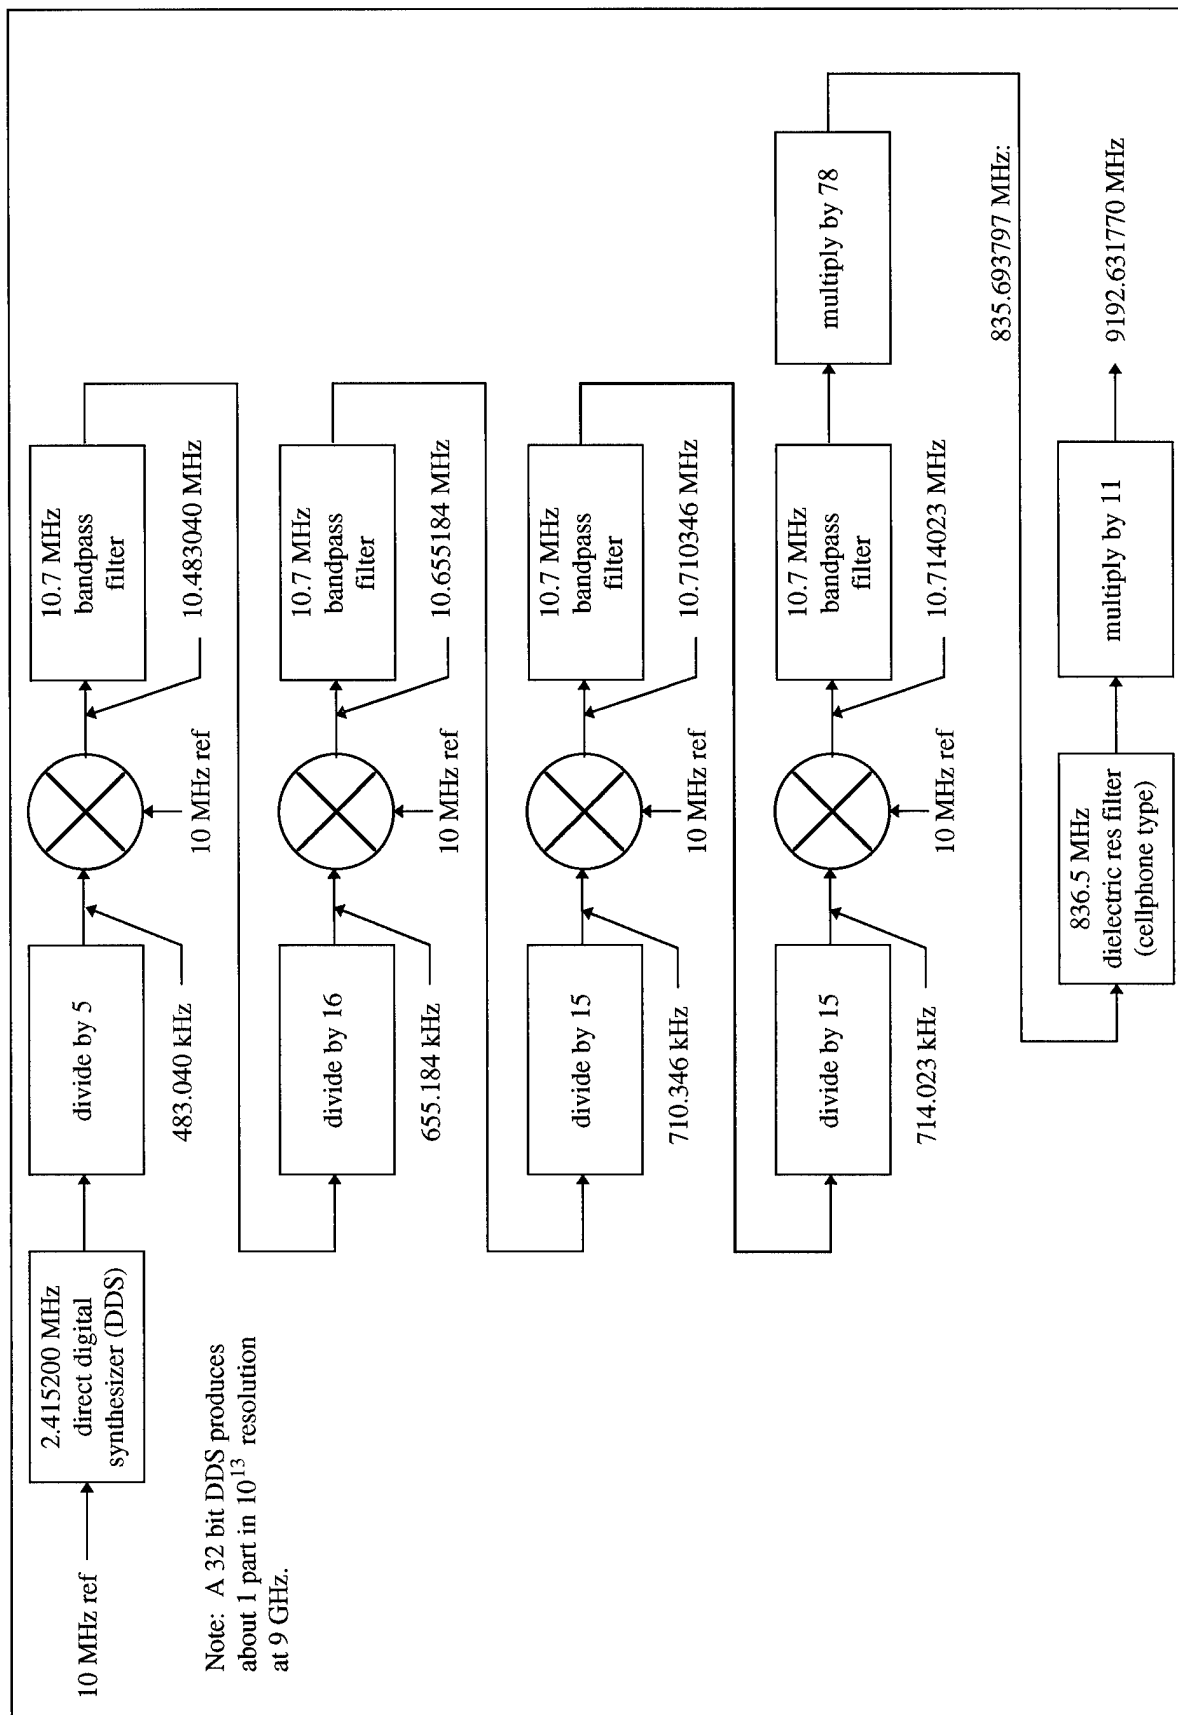 10 MHz ref
2.415200 MHz
direct digital
synthesizer (DDS)
divide by 5
483.040 kHz
10 MHz ref
10.7 MHz
bandpass
filter
10.483040 MHz
divide by 16
655.184 kHz
10 MHz ref
10.7 MHz
bandpass
filter
10.655184 MHz
divide by 15
710.346 kHz
10 MHz ref
10.7 MHz
bandpass
filter
10.710346 MHz
divide by 15
714.023 kHz
10 MHz ref
10.7 MHz
bandpass
filter
10.714023 MHz
multiply by 78
835.693797 MHz:
836.5 MHz
dielectric res filter
(cellphone type)
multiply by 11
9192.631770 MHz
Note: A 32 bit DDS produces
about 1 part in 10^13 resolution
at 9 GHz.